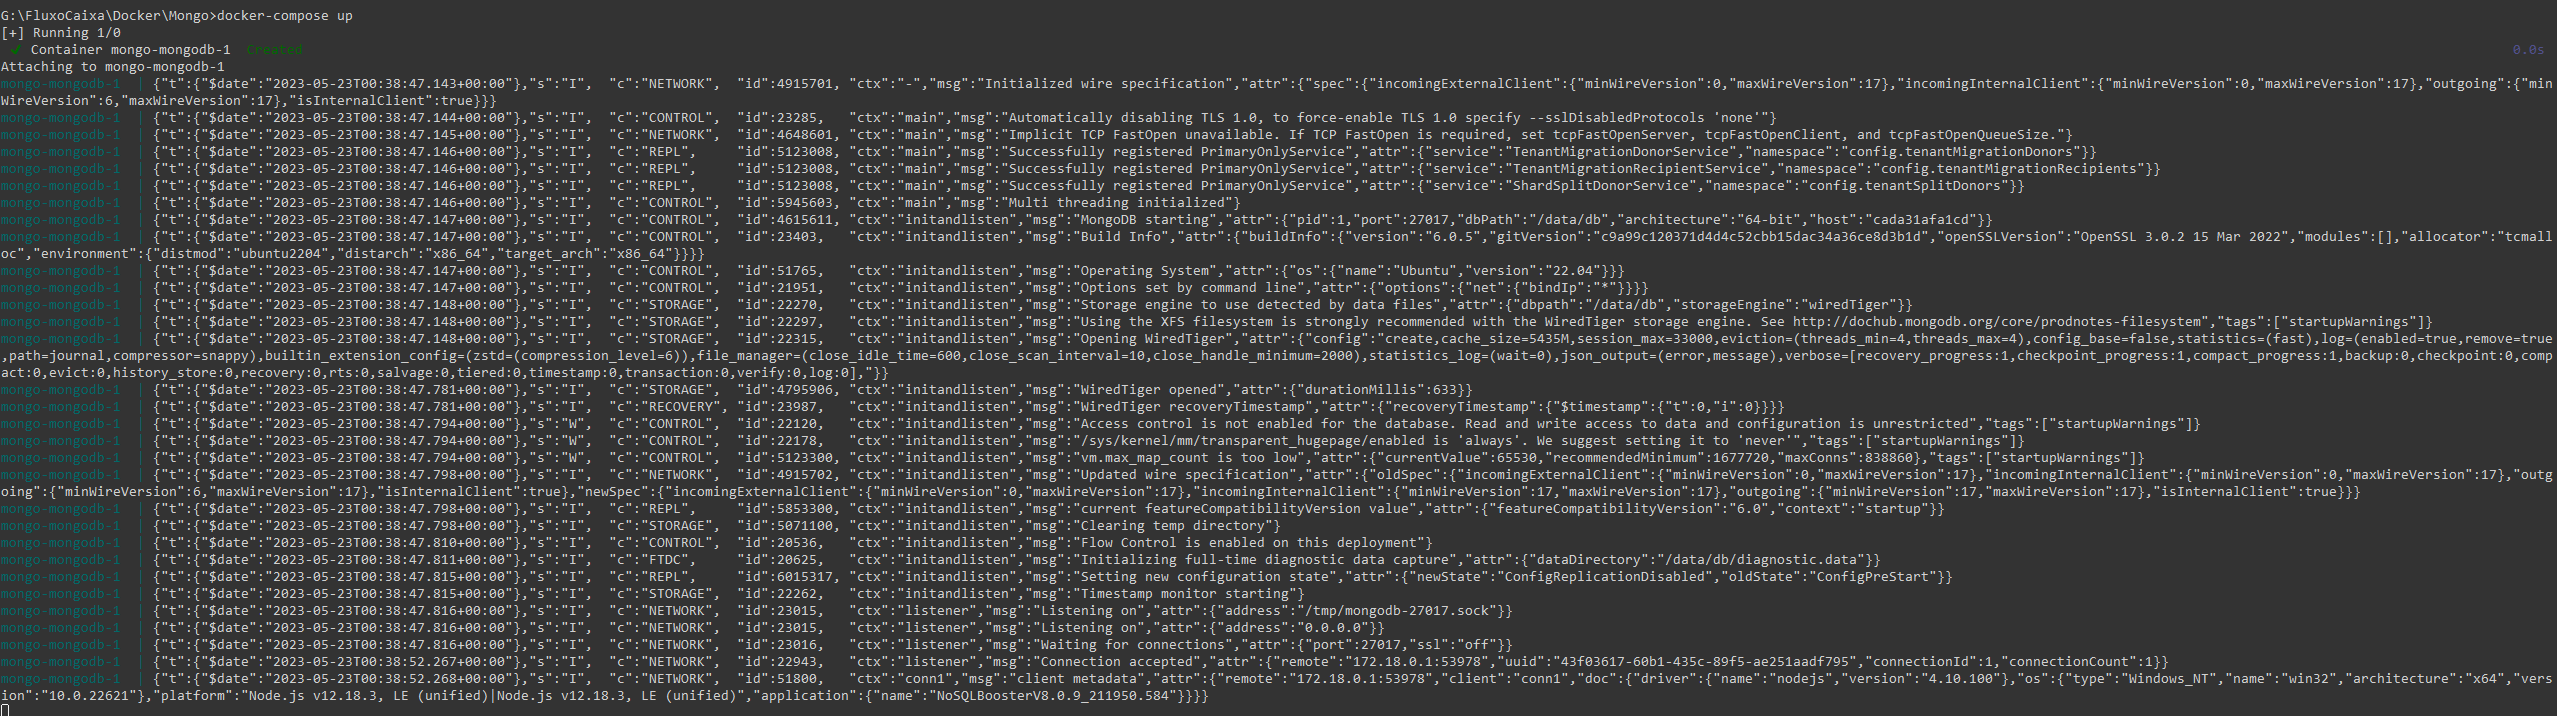 G:\FluxoCaixa\Docker\Mongo>docker-compose up
[+] Running 1/0
 ✔ Container mongo-mongodb-1  Created 0.0s
Attaching to mongo-mongodb-1
mongo-mongodb-1  | {"t":{"$date":"2023-05-23T00:38:47.143+00:00"},"s":"I",  "c":"NETWORK",  "id":4915701, "ctx":"-","msg":"Initialized wire specification","attr":{"spec":{"incomingExternalClient":{"minWireVersion":0,"maxWireVersion":17},"incomingInternalClient":{"minWireVersion":0,"maxWireVersion":17},"outgoing":{"min
WireVersion":6,"maxWireVersion":17},"isInternalClient":true}}}
mongo-mongodb-1  | {"t":{"$date":"2023-05-23T00:38:47.144+00:00"},"s":"I",  "c":"CONTROL",  "id":23285,   "ctx":"main","msg":"Automatically disabling TLS 1.0, to force-enable TLS 1.0 specify --sslDisabledProtocols 'none'"}
mongo-mongodb-1  | {"t":{"$date":"2023-05-23T00:38:47.145+00:00"},"s":"I",  "c":"NETWORK",  "id":4648601, "ctx":"main","msg":"Implicit TCP FastOpen unavailable. If TCP FastOpen is required, set tcpFastOpenServer, tcpFastOpenClient, and tcpFastOpenQueueSize."}
mongo-mongodb-1  | {"t":{"$date":"2023-05-23T00:38:47.146+00:00"},"s":"I",  "c":"REPL",     "id":5123008, "ctx":"main","msg":"Successfully registered PrimaryOnlyService","attr":{"service":"TenantMigrationDonorService","namespace":"config.tenantMigrationDonors"}}
mongo-mongodb-1  | {"t":{"$date":"2023-05-23T00:38:47.146+00:00"},"s":"I",  "c":"REPL",     "id":5123008, "ctx":"main","msg":"Successfully registered PrimaryOnlyService","attr":{"service":"TenantMigrationRecipientService","namespace":"config.tenantMigrationRecipients"}}
mongo-mongodb-1  | {"t":{"$date":"2023-05-23T00:38:47.146+00:00"},"s":"I",  "c":"REPL",     "id":5123008, "ctx":"main","msg":"Successfully registered PrimaryOnlyService","attr":{"service":"ShardSplitDonorService","namespace":"config.tenantSplitDonors"}}
mongo-mongodb-1  | {"t":{"$date":"2023-05-23T00:38:47.146+00:00"},"s":"I",  "c":"CONTROL",  "id":5945603, "ctx":"main","msg":"Multi threading initialized"}
mongo-mongodb-1  | {"t":{"$date":"2023-05-23T00:38:47.147+00:00"},"s":"I",  "c":"CONTROL",  "id":4615611, "ctx":"initandlisten","msg":"MongoDB starting","attr":{"pid":1,"port":27017,"dbPath":"/data/db","architecture":"64-bit","host":"cada31afa1cd"}}
mongo-mongodb-1  | {"t":{"$date":"2023-05-23T00:38:47.147+00:00"},"s":"I",  "c":"CONTROL",  "id":23403,   "ctx":"initandlisten","msg":"Build Info","attr":{"buildInfo":{"version":"6.0.5","gitVersion":"c9a99c120371d4d4c52cbb15dac34a36ce8d3b1d","openSSLVersion":"OpenSSL 3.0.2 15 Mar 2022","modules":[],"allocator":"tcmall
oc","environment":{"distmod":"ubuntu2204","distarch":"x86_64","target_arch":"x86_64"}}}}
mongo-mongodb-1  | {"t":{"$date":"2023-05-23T00:38:47.147+00:00"},"s":"I",  "c":"CONTROL",  "id":51765,   "ctx":"initandlisten","msg":"Operating System","attr":{"os":{"name":"Ubuntu","version":"22.04"}}}
mongo-mongodb-1  | {"t":{"$date":"2023-05-23T00:38:47.147+00:00"},"s":"I",  "c":"CONTROL",  "id":21951,   "ctx":"initandlisten","msg":"Options set by command line","attr":{"options":{"net":{"bindIp":"*"}}}}
mongo-mongodb-1  | {"t":{"$date":"2023-05-23T00:38:47.148+00:00"},"s":"I",  "c":"STORAGE",  "id":22270,   "ctx":"initandlisten","msg":"Storage engine to use detected by data files","attr":{"dbpath":"/data/db","storageEngine":"wiredTiger"}}
mongo-mongodb-1  | {"t":{"$date":"2023-05-23T00:38:47.148+00:00"},"s":"I",  "c":"STORAGE",  "id":22297,   "ctx":"initandlisten","msg":"Using the XFS filesystem is strongly recommended with the WiredTiger storage engine. See http://dochub.mongodb.org/core/prodnotes-filesystem","tags":["startupWarnings"]}
mongo-mongodb-1  | {"t":{"$date":"2023-05-23T00:38:47.148+00:00"},"s":"I",  "c":"STORAGE",  "id":22315,   "ctx":"initandlisten","msg":"Opening WiredTiger","attr":{"config":"create,cache_size=5435M,session_max=33000,eviction=(threads_min=4,threads_max=4),config_base=false,statistics=(fast),log=(enabled=true,remove=true
,path=journal,compressor=snappy),builtin_extension_config=(zstd=(compression_level=6)),file_manager=(close_idle_time=600,close_scan_interval=10,close_handle_minimum=2000),statistics_log=(wait=0),json_output=(error,message),verbose=[recovery_progress:1,checkpoint_progress:1,compact_progress:1,backup:0,checkpoint:0,comp
act:0,evict:0,history_store:0,recovery:0,rts:0,salvage:0,tiered:0,timestamp:0,transaction:0,verify:0,log:0],"}}
mongo-mongodb-1  | {"t":{"$date":"2023-05-23T00:38:47.781+00:00"},"s":"I",  "c":"STORAGE",  "id":4795906, "ctx":"initandlisten","msg":"WiredTiger opened","attr":{"durationMillis":633}}
mongo-mongodb-1  | {"t":{"$date":"2023-05-23T00:38:47.781+00:00"},"s":"I",  "c":"RECOVERY", "id":23987,   "ctx":"initandlisten","msg":"WiredTiger recoveryTimestamp","attr":{"recoveryTimestamp":{"$timestamp":{"t":0,"i":0}}}}
mongo-mongodb-1  | {"t":{"$date":"2023-05-23T00:38:47.794+00:00"},"s":"W",  "c":"CONTROL",  "id":22120,   "ctx":"initandlisten","msg":"Access control is not enabled for the database. Read and write access to data and configuration is unrestricted","tags":["startupWarnings"]}
mongo-mongodb-1  | {"t":{"$date":"2023-05-23T00:38:47.794+00:00"},"s":"W",  "c":"CONTROL",  "id":22178,   "ctx":"initandlisten","msg":"/sys/kernel/mm/transparent_hugepage/enabled is 'always'. We suggest setting it to 'never'","tags":["startupWarnings"]}
mongo-mongodb-1  | {"t":{"$date":"2023-05-23T00:38:47.794+00:00"},"s":"W",  "c":"CONTROL",  "id":5123300, "ctx":"initandlisten","msg":"vm.max_map_count is too low","attr":{"currentValue":65530,"recommendedMinimum":1677720,"maxConns":838860},"tags":["startupWarnings"]}
mongo-mongodb-1  | {"t":{"$date":"2023-05-23T00:38:47.798+00:00"},"s":"I",  "c":"NETWORK",  "id":4915702, "ctx":"initandlisten","msg":"Updated wire specification","attr":{"oldSpec":{"incomingExternalClient":{"minWireVersion":0,"maxWireVersion":17},"incomingInternalClient":{"minWireVersion":0,"maxWireVersion":17},"outg
oing":{"minWireVersion":6,"maxWireVersion":17},"isInternalClient":true},"newSpec":{"incomingExternalClient":{"minWireVersion":0,"maxWireVersion":17},"incomingInternalClient":{"minWireVersion":17,"maxWireVersion":17},"outgoing":{"minWireVersion":17,"maxWireVersion":17},"isInternalClient":true}}}
mongo-mongodb-1  | {"t":{"$date":"2023-05-23T00:38:47.798+00:00"},"s":"I",  "c":"REPL",     "id":5853300, "ctx":"initandlisten","msg":"current featureCompatibilityVersion value","attr":{"featureCompatibilityVersion":"6.0","context":"startup"}}
mongo-mongodb-1  | {"t":{"$date":"2023-05-23T00:38:47.798+00:00"},"s":"I",  "c":"STORAGE",  "id":5071100, "ctx":"initandlisten","msg":"Clearing temp directory"}
mongo-mongodb-1  | {"t":{"$date":"2023-05-23T00:38:47.810+00:00"},"s":"I",  "c":"CONTROL",  "id":20536,   "ctx":"initandlisten","msg":"Flow Control is enabled on this deployment"}
mongo-mongodb-1  | {"t":{"$date":"2023-05-23T00:38:47.811+00:00"},"s":"I",  "c":"FTDC",     "id":20625,   "ctx":"initandlisten","msg":"Initializing full-time diagnostic data capture","attr":{"dataDirectory":"/data/db/diagnostic.data"}}
mongo-mongodb-1  | {"t":{"$date":"2023-05-23T00:38:47.815+00:00"},"s":"I",  "c":"REPL",     "id":6015317, "ctx":"initandlisten","msg":"Setting new configuration state","attr":{"newState":"ConfigReplicationDisabled","oldState":"ConfigPreStart"}}
mongo-mongodb-1  | {"t":{"$date":"2023-05-23T00:38:47.815+00:00"},"s":"I",  "c":"STORAGE",  "id":22262,   "ctx":"initandlisten","msg":"Timestamp monitor starting"}
mongo-mongodb-1  | {"t":{"$date":"2023-05-23T00:38:47.816+00:00"},"s":"I",  "c":"NETWORK",  "id":23015,   "ctx":"listener","msg":"Listening on","attr":{"address":"/tmp/mongodb-27017.sock"}}
mongo-mongodb-1  | {"t":{"$date":"2023-05-23T00:38:47.816+00:00"},"s":"I",  "c":"NETWORK",  "id":23015,   "ctx":"listener","msg":"Listening on","attr":{"address":"0.0.0.0"}}
mongo-mongodb-1  | {"t":{"$date":"2023-05-23T00:38:47.816+00:00"},"s":"I",  "c":"NETWORK",  "id":23016,   "ctx":"listener","msg":"Waiting for connections","attr":{"port":27017,"ssl":"off"}}
mongo-mongodb-1  | {"t":{"$date":"2023-05-23T00:38:52.267+00:00"},"s":"I",  "c":"NETWORK",  "id":22943,   "ctx":"listener","msg":"Connection accepted","attr":{"remote":"172.18.0.1:53978","uuid":"43f03617-60b1-435c-89f5-ae251aadf795","connectionId":1,"connectionCount":1}}
mongo-mongodb-1  | {"t":{"$date":"2023-05-23T00:38:52.268+00:00"},"s":"I",  "c":"NETWORK",  "id":51800,   "ctx":"conn1","msg":"client metadata","attr":{"remote":"172.18.0.1:53978","client":"conn1","doc":{"driver":{"name":"nodejs","version":"4.10.100"},"os":{"type":"Windows_NT","name":"win32","architecture":"x64","vers
ion":"10.0.22621"},"platform":"Node.js v12.18.3, LE (unified)|Node.js v12.18.3, LE (unified)","application":{"name":"NoSQLBoosterV8.0.9_211950.584"}}}}